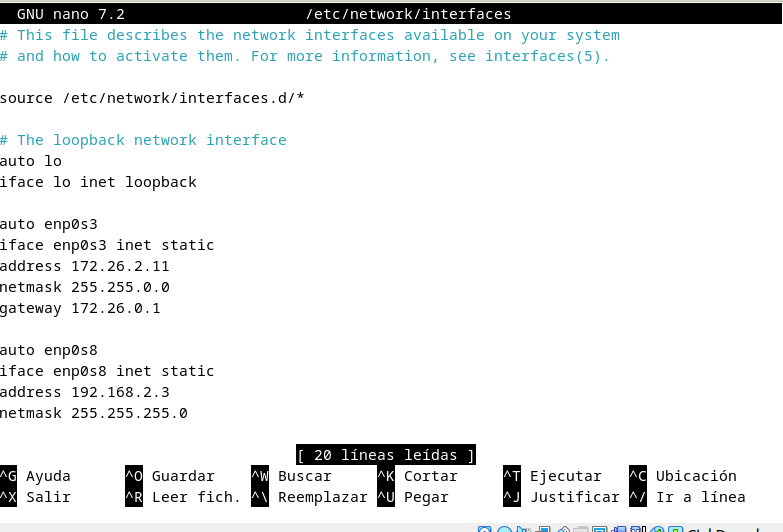 GNU nano 7.2 /etc/network/interfaces
# This file describes the network interfaces available on your system
# and how to activate them. For more information, see interfaces(5).
source /etc/network/interfaces.d/*
# The loopback network interface
auto lo
iface lo inet loopback
auto enp0s3
iface enp0s3 inet static
address 172.26.2.11
netmask 255.255.0.0
gateway 172.26.0.1
auto enp0s8
iface enp0s8 inet static
address 192.168.2.3
netmask 255.255.255.0
[ 20 líneas leídas ]
^G Ayuda ^O Guardar ^W Buscar ^K Cortar ^T Ejecutar ^C Ubicación
^X Salir ^R Leer fich. ^\ Reemplazar ^U Pegar ^J Justificar ^/ Ir a línea